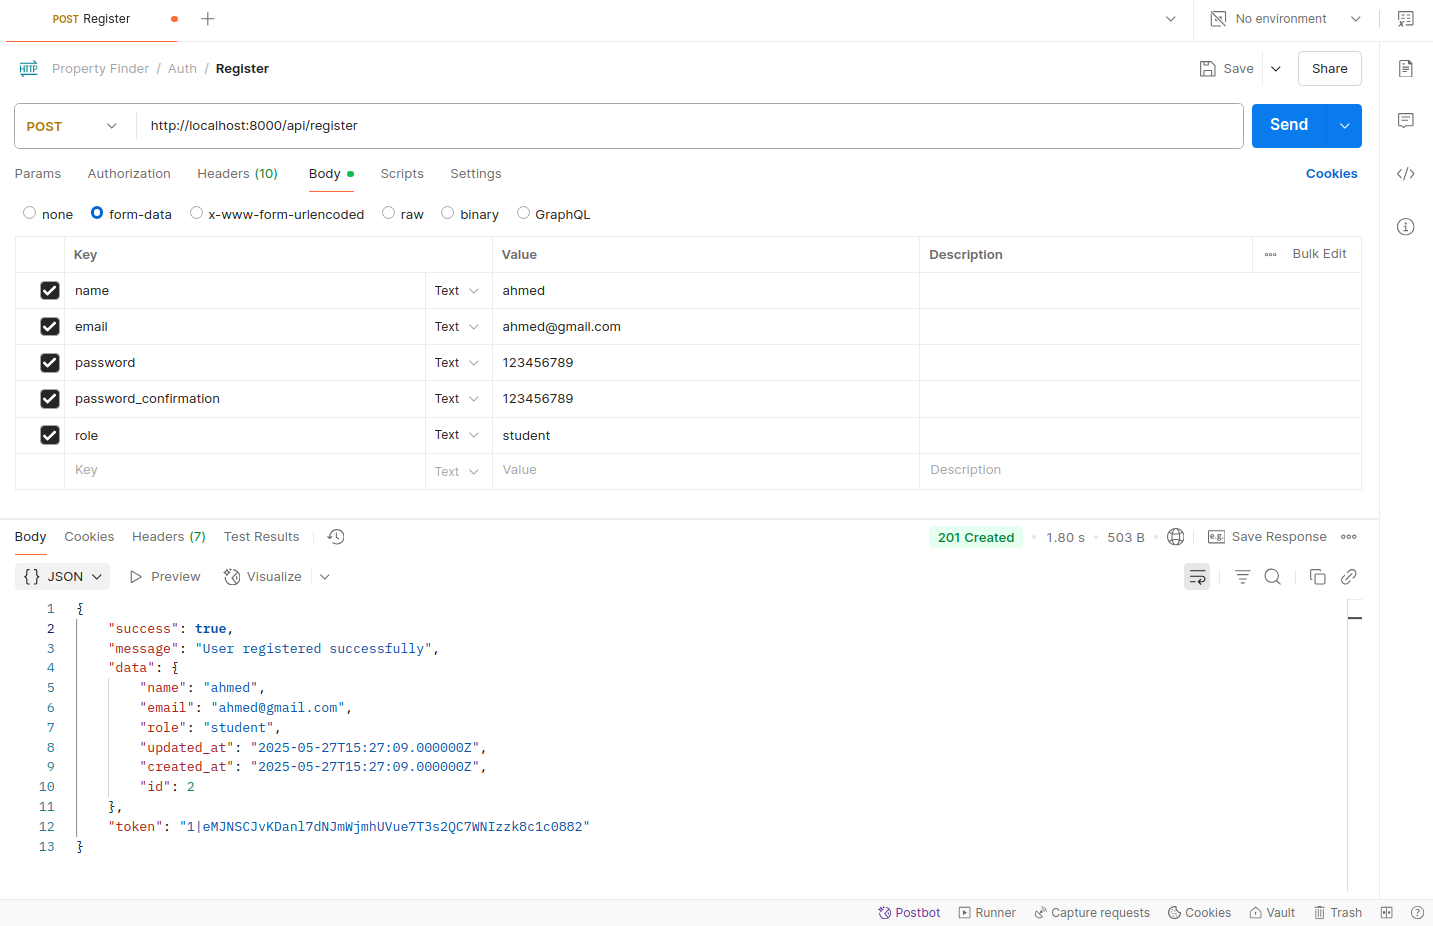 POST Register
No environment
HTTP Property Finder / Auth / Register
Save
Share
POST http://localhost:8000/api/register
Send
Params Authorization Headers (10) Body Scripts Settings
Cookies
none form-data x-www-form-urlencoded raw binary GraphQL
Key Value Description Bulk Edit
name Text ahmed
email Text ahmed@gmail.com
password Text 123456789
password_confirmation Text 123456789
role Text student
Key Text Value Description
Body Cookies Headers (7) Test Results
201 Created 1.80 s 503 B e.g. Save Response
{} JSON Preview Visualize
1 {
2 "success": true,
3 "message": "User registered successfully",
4 "data": {
5 "name": "ahmed",
6 "email": "ahmed@gmail.com",
7 "role": "student",
8 "updated_at": "2025-05-27T15:27:09.000000Z",
9 "created_at": "2025-05-27T15:27:09.000000Z",
10 "id": 2
11 },
12 "token": "1|eMJNSCJvKDanl7dNJmWjmhUVue7T3s2QC7WNIzzk8c1c0882"
13 }
Postbot Runner Capture requests Cookies Vault Trash